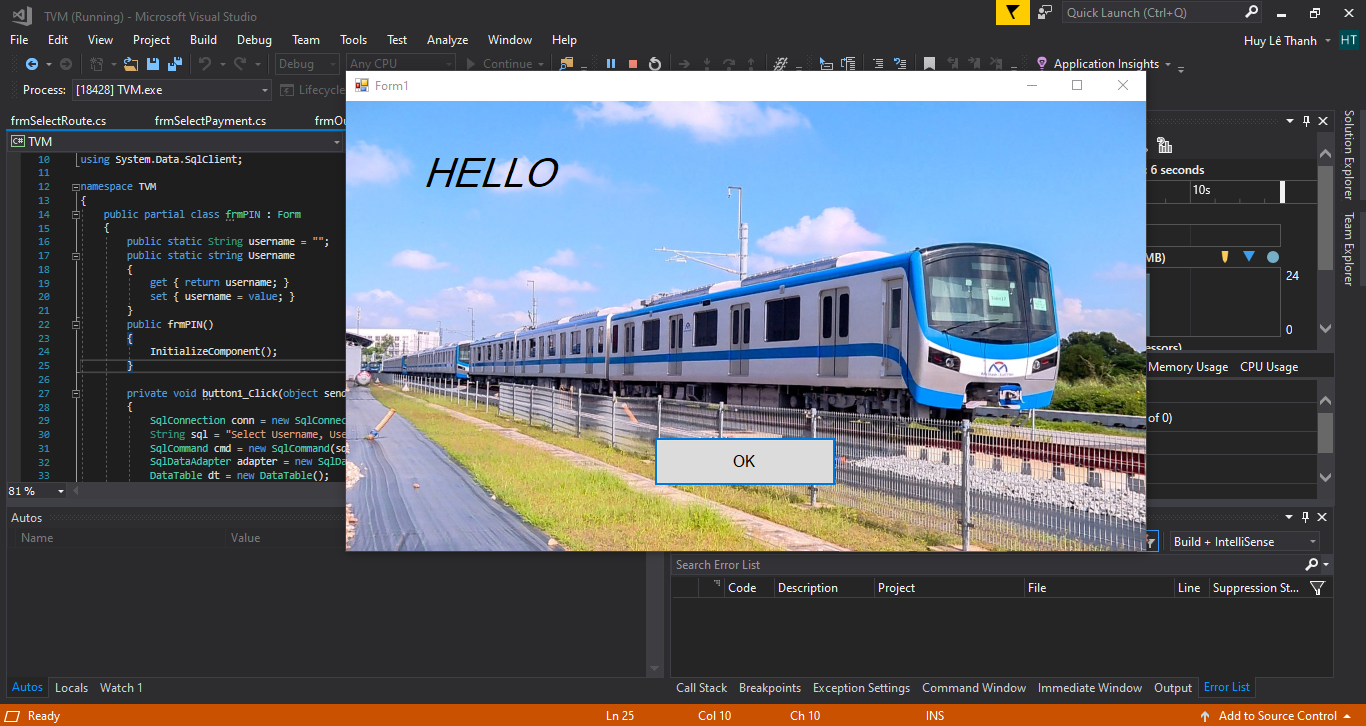 TVM (Running) - Microsoft Visual Studio
Quick Launch (Ctrl+Q)
File Edit View Project Build Debug Team Tools Test Analyze Window Help
Huy Lê Thanh HT
Debug Any CPU Continue Application Insights
Process: [18428] TVM.exe Lifecycle
Form1
frmSelectRoute.cs frmSelectPayment.cs
TVM
10 using System.Data.SqlClient;
11
12 namespace TVM
13 {
14 public partial class frmPIN : Form
15 {
16 public static String username = "";
17 public static string Username
18 {
19 get { return username; }
20 set { username = value; }
21 }
22 public frmPIN()
23 {
24 InitializeComponent();
25 }
26
27 private void button1_Click(object send
28 {
29 SqlConnection conn = new SqlConnec
30 String sql = "Select Username, Use
31 SqlCommand cmd = new SqlCommand(sq
32 SqlDataAdapter adapter = new SqlDa
33 DataTable dt = new DataTable();
81 %
HELLO
OK
: 6 seconds
10s
MB)
24
0
Memory Usage CPU Usage
of 0)
Solution Explorer
Team Explorer
Autos
Name Value
Build + IntelliSense
Search Error List
Code Description Project File Line Suppression St...
Autos Locals Watch 1
Call Stack Breakpoints Exception Settings Command Window Immediate Window Output Error List
Ready Ln 25 Col 10 Ch 10 INS Add to Source Control